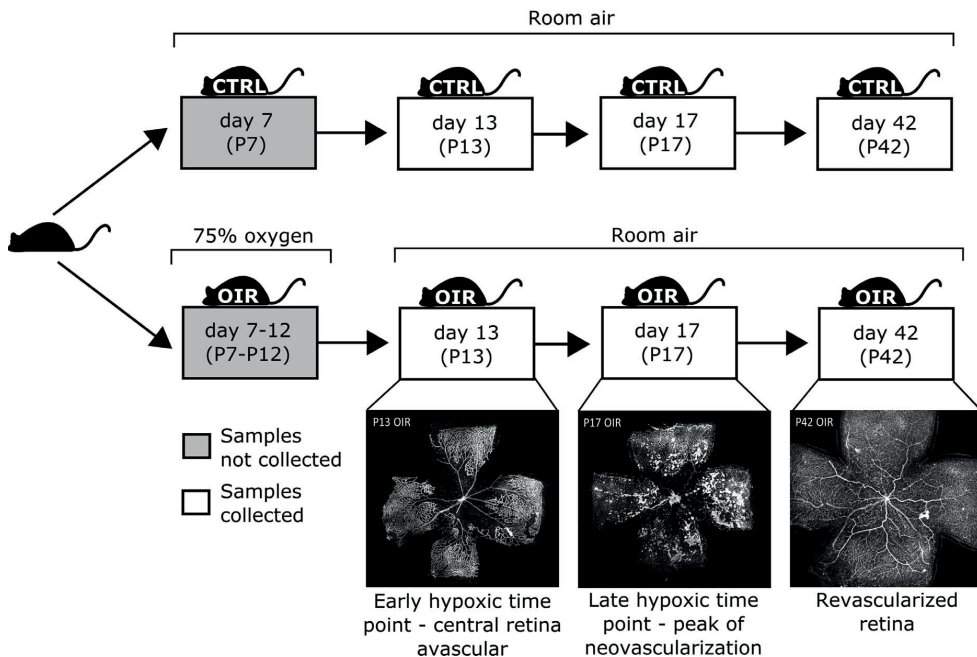 Room air
CTRL
CTRL
CTRL
CTRL
day 7
(P7)
day 13
(P13)
day 17
(P17)
day 42
(P42)
75% oxygen
Room air
OIR
OIR
OIR
OIR
day 7-12
(P7-P12)
day 13
(P13)
day 17
(P17)
day 42
(P42)
Samples
not collected
Samples
collected
P13 OIR
P17 OIR
P42 OIR
Early hypoxic time
point - central retina
avascular
Late hypoxic time
point - peak of
neovascularization
Revascularized
retina